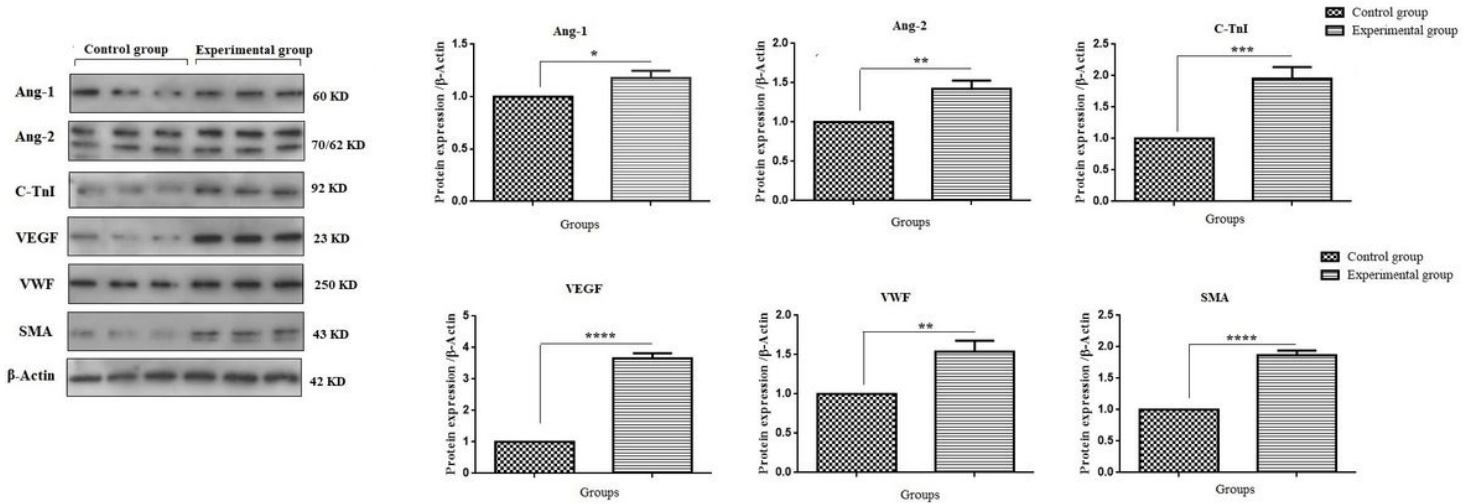 Control group Experimental group
Ang-1 60 KD
Ang-2 70/62 KD
C-TnI 92 KD
VEGF 23 KD
VWF 250 KD
SMA 43 KD
β-Actin 42 KD
Ang-1
Protein expression /β-Actin
1.5
1.0
0.5
0.0
*
Groups
Ang-2
Protein expression /β-Actin
2.0
1.5
1.0
0.5
0.0
**
Groups
C-TnI
Protein expression /β-Actin
2.5
2.0
1.5
1.0
0.5
0.0
***
Groups
Control group
Experimental group
VEGF
Protein expression /β-Actin
5
4
3
2
1
0
****
Groups
VWF
Protein expression /β-Actin
2.0
1.5
1.0
0.5
0.0
**
Groups
SMA
Protein expression /β-Actin
2.5
2.0
1.5
1.0
0.5
0.0
****
Groups
Control group
Experimental group